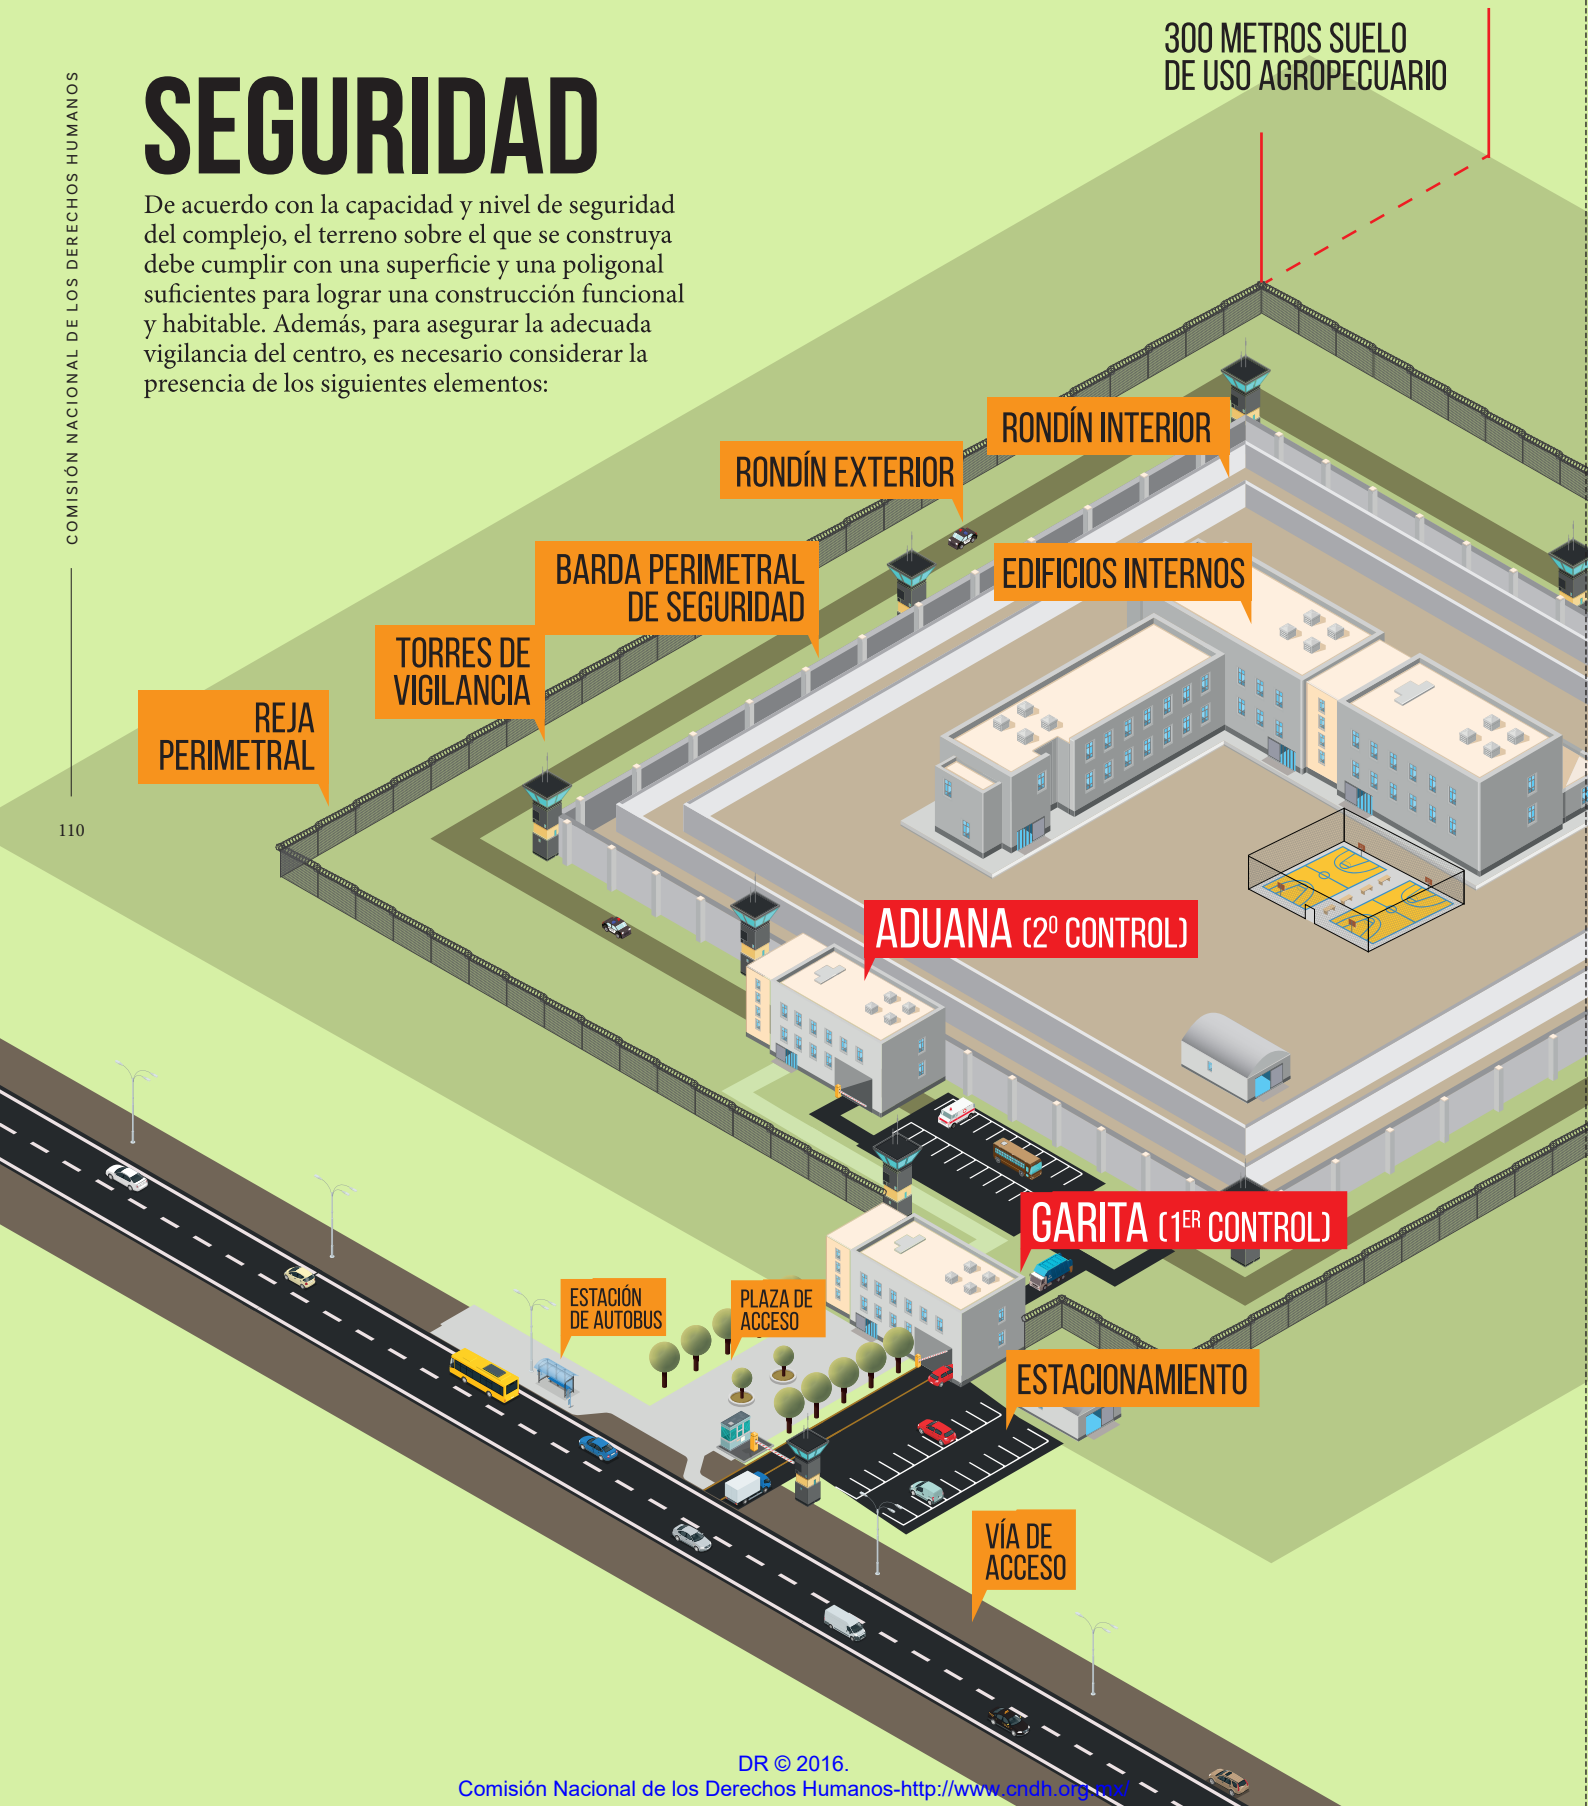 COMISIÓN NACIONAL DE LOS DERECHOS HUMANOS
110
SEGURIDAD
De acuerdo con la capacidad y nivel de seguridad
del complejo, el terreno sobre el que se construya
debe cumplir con una superficie y una poligonal
suficientes para lograr una construcción funcional
y habitable. Además, para asegurar la adecuada
vigilancia del centro, es necesario considerar la
presencia de los siguientes elementos:
300 METROS SUELO
DE USO AGROPECUARIO
RONDÍN INTERIOR
RONDÍN EXTERIOR
BARDA PERIMETRAL
DE SEGURIDAD
EDIFICIOS INTERNOS
TORRES DE
VIGILANCIA
REJA
PERIMETRAL
ADUANA (2º CONTROL)
GARITA (1ER CONTROL)
ESTACIÓN
DE AUTOBUS
PLAZA DE
ACCESO
ESTACIONAMIENTO
VÍA DE
ACCESO
DR © 2016.
Comisión Nacional de los Derechos Humanos-http://www.cndh.org.mx/